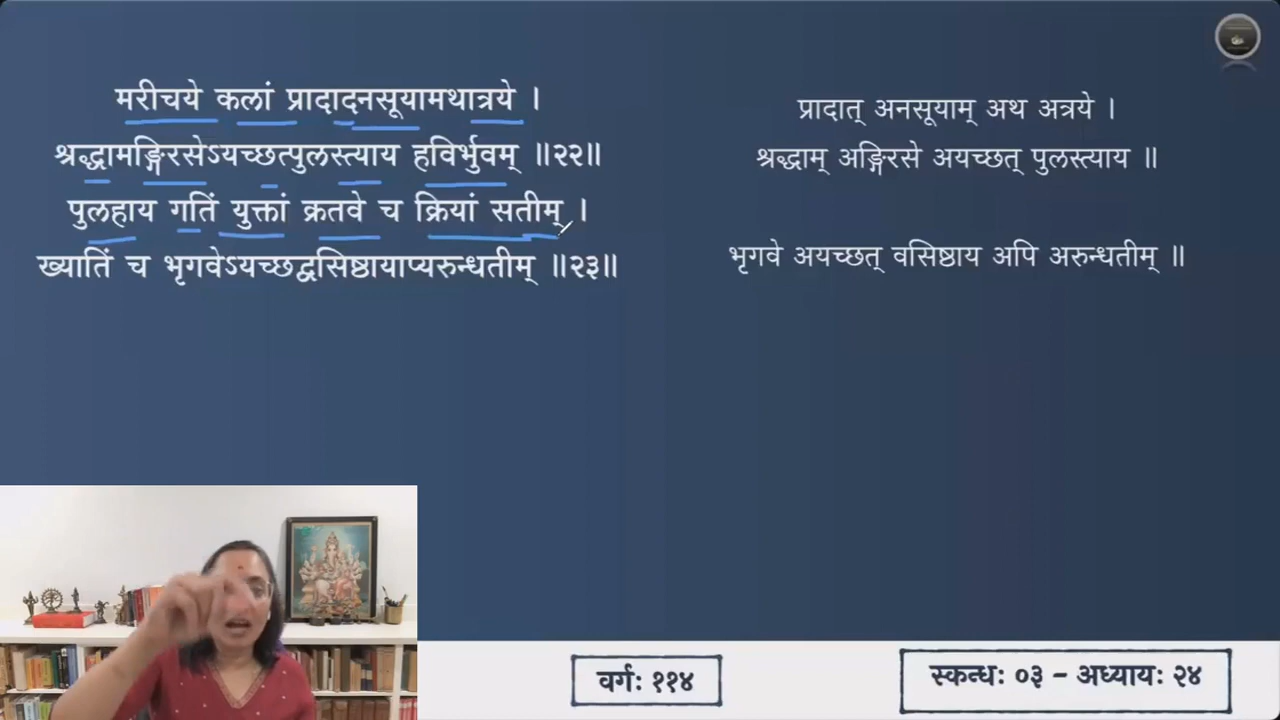 मरीचये कलां प्रादादनसूयामथात्रये ।
श्रद्धामङ्गिरसेऽयच्छत्पुलस्त्याय हविर्भुवम् ॥२२॥
पुलहाय गतिं युक्तां क्रतवे च क्रियां सतीम् ।
ख्यातिं च भृगवेऽयच्छद्वसिष्ठायाप्यरुन्धतीम् ॥२३॥
प्रादात् अनसूयाम् अथ अत्रये ।
श्रद्धाम् अङ्गिरसे अयच्छत् पुलस्त्याय ॥
भृगवे अयच्छत् वसिष्ठाय अपि अरुन्धतीम् ॥
वर्गः ११४
स्कन्धः ०३ - अध्यायः २४